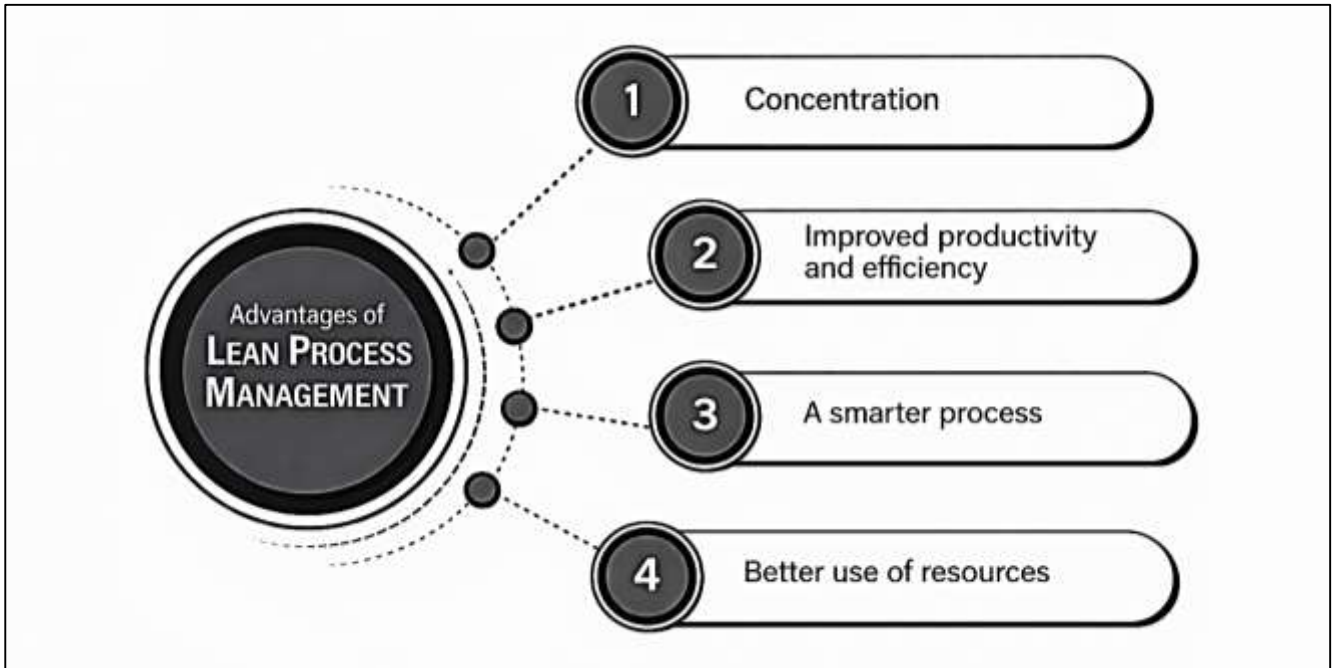 Advantages of
LEAN PROCESS
MANAGEMENT
1
Concentration
2
Improved productivity
and efficiency
3
A smarter process
4
Better use of resources